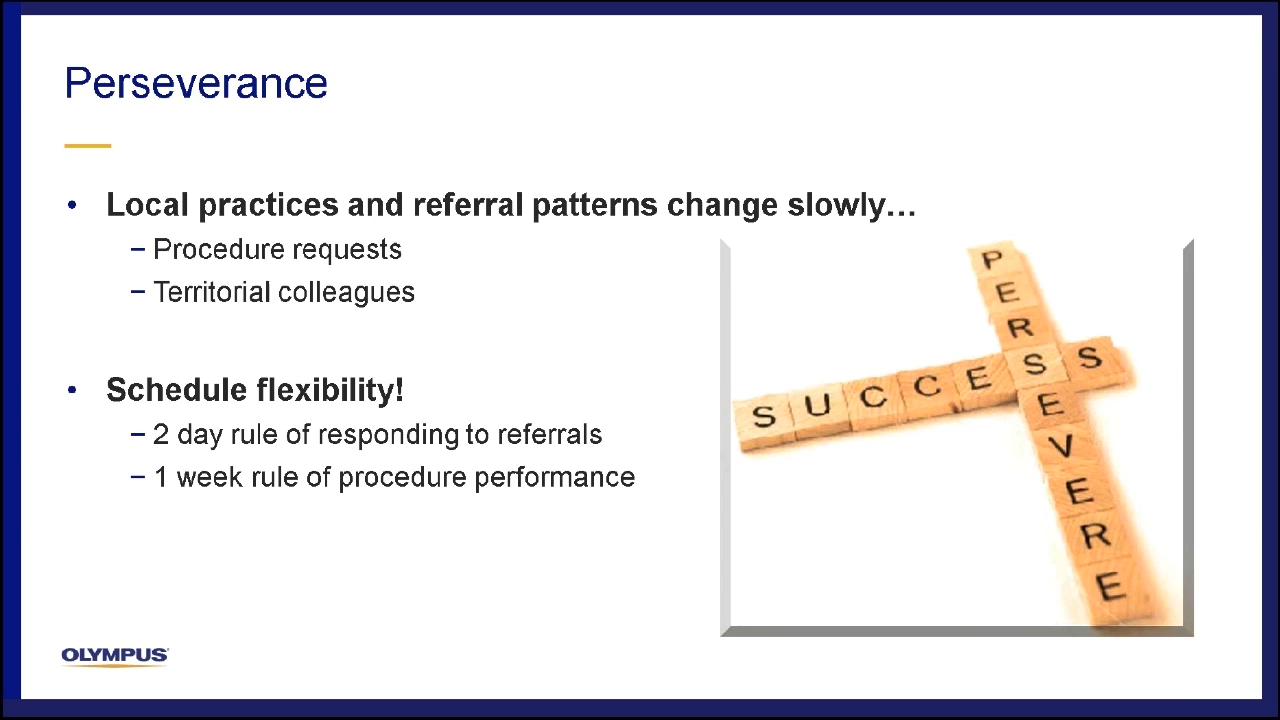 Perseverance
• Local practices and referral patterns change slowly…
− Procedure requests
− Territorial colleagues
• Schedule flexibility!
− 2 day rule of responding to referrals
− 1 week rule of procedure performance
SUCCESS
PERSEVERE
OLYMPUS